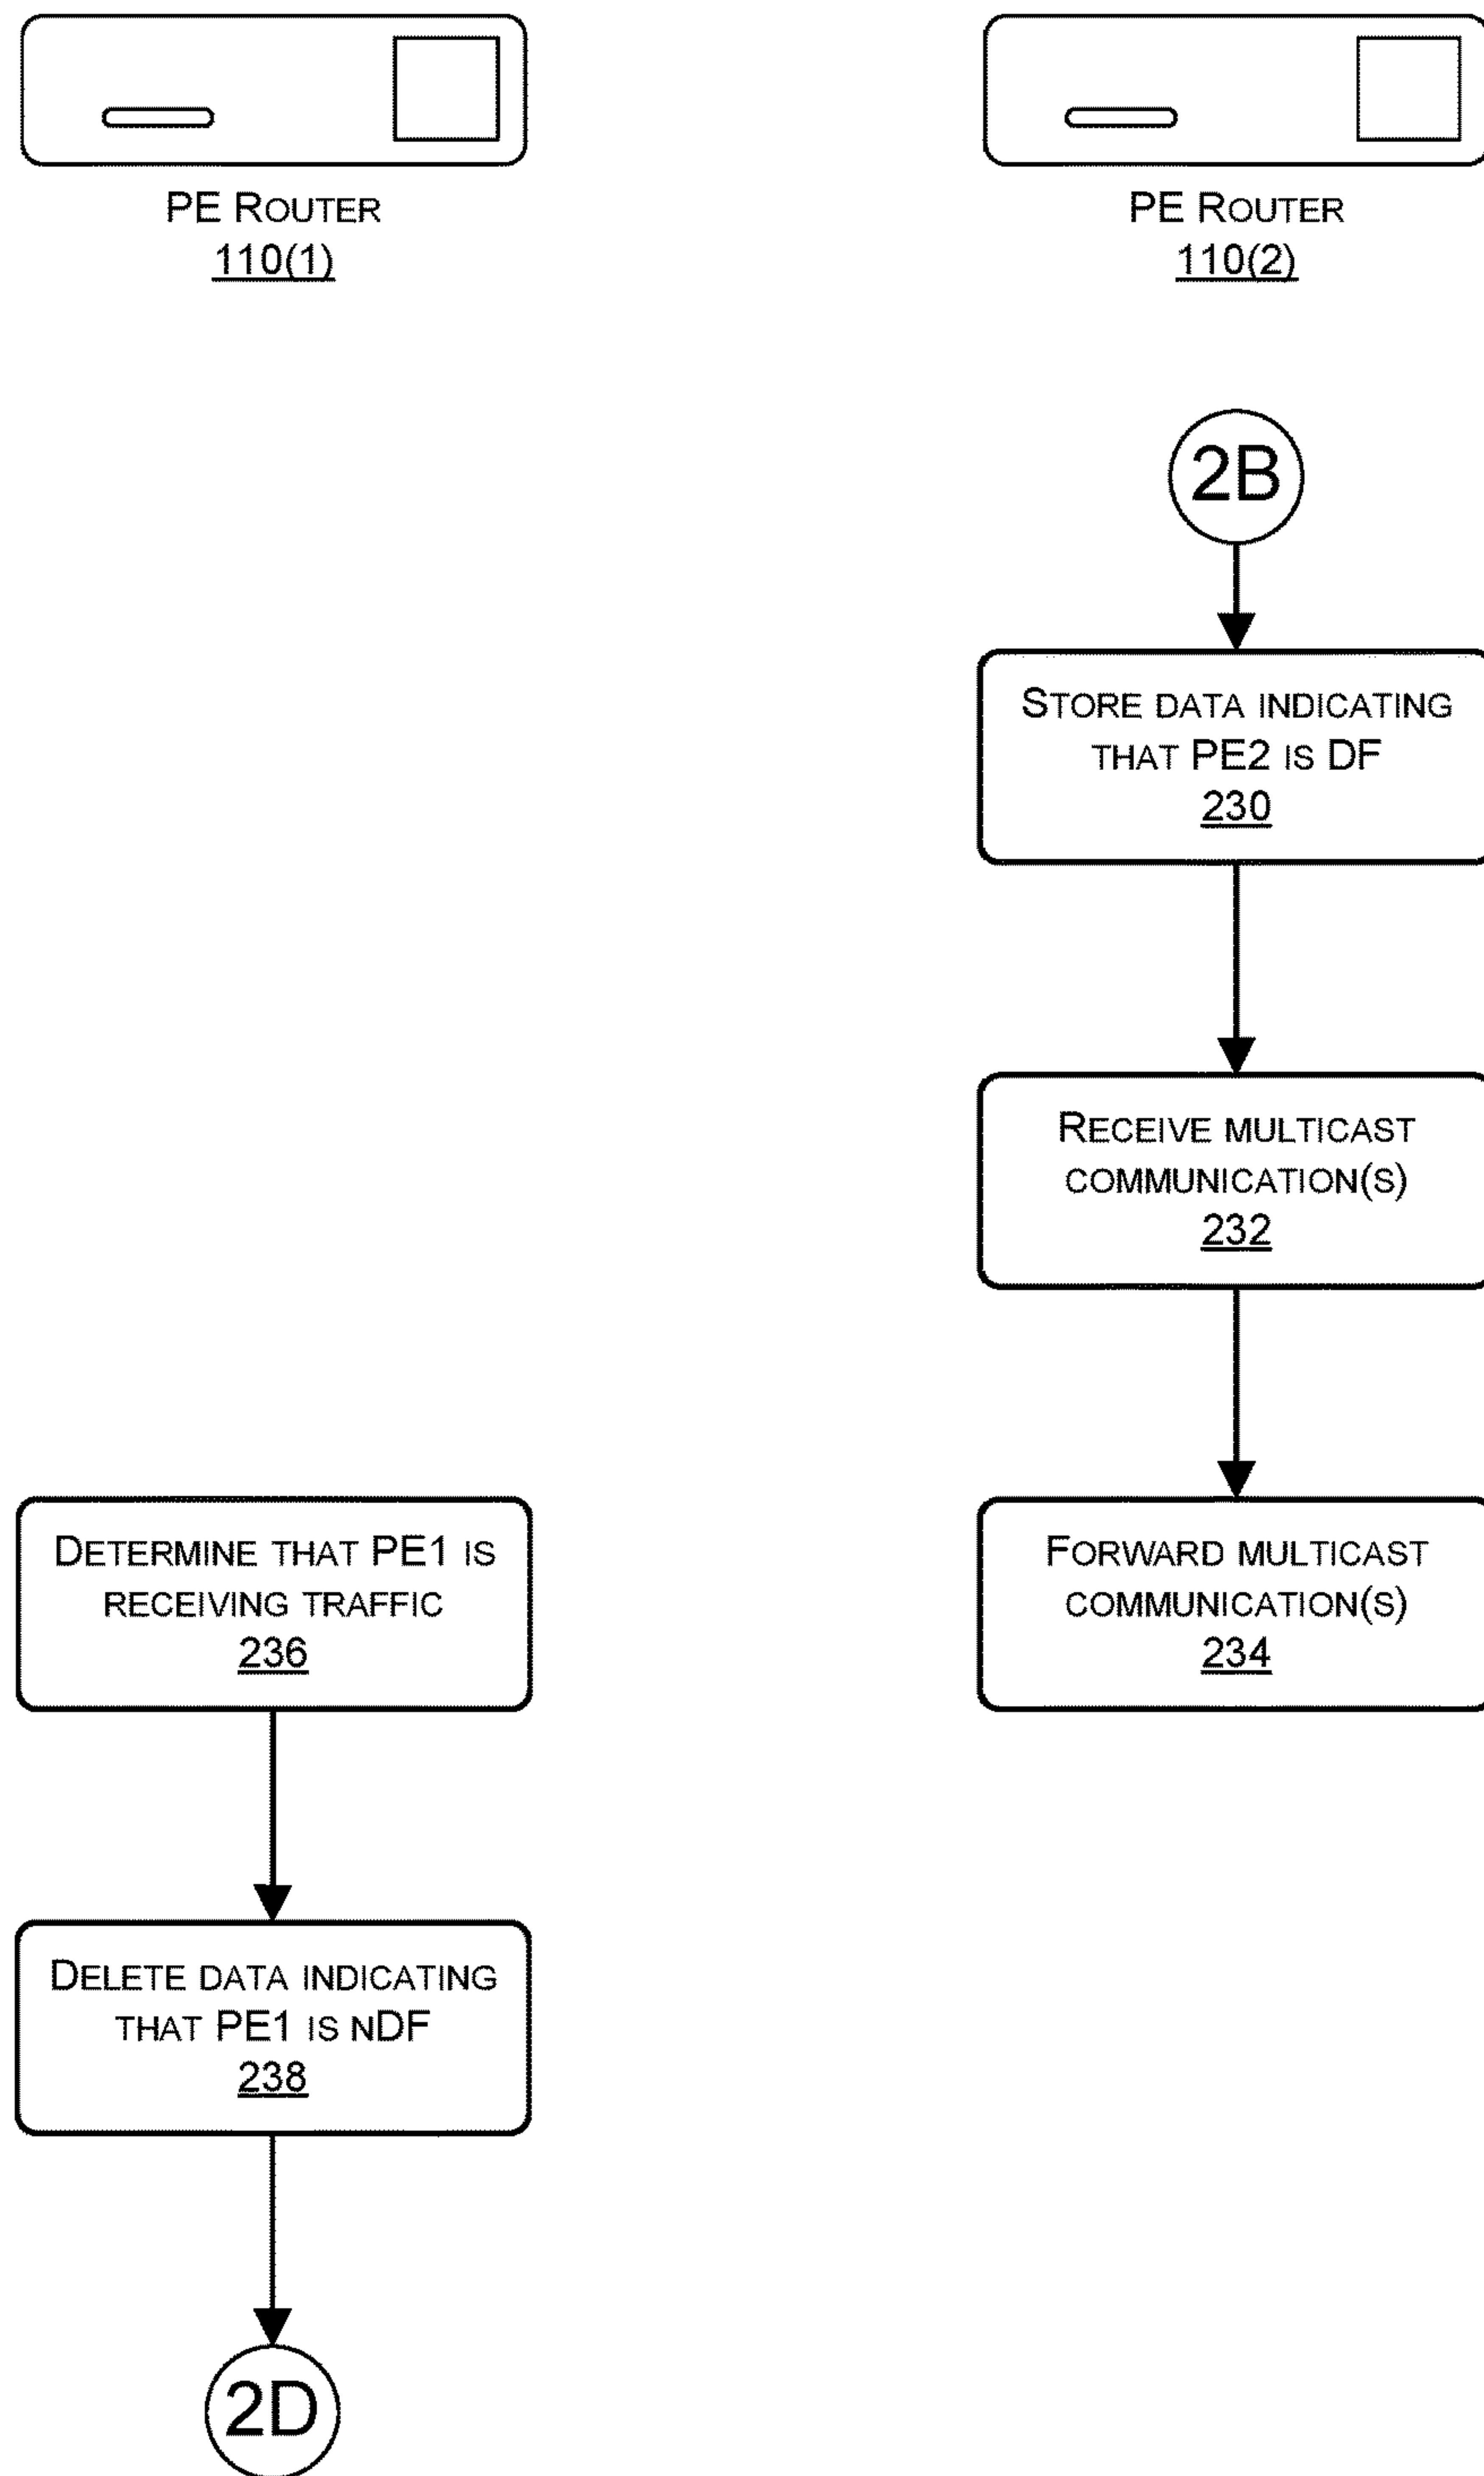 PE ROUTER
110(1)
PE ROUTER
110(2)
2B
STORE DATA INDICATING
THAT PE2 IS DF
230
RECEIVE MULTICAST
COMMUNICATION(S)
232
FORWARD MULTICAST
COMMUNICATION(S)
234
DETERMINE THAT PE1 IS
RECEIVING TRAFFIC
236
DELETE DATA INDICATING
THAT PE1 IS NDF
238
2D